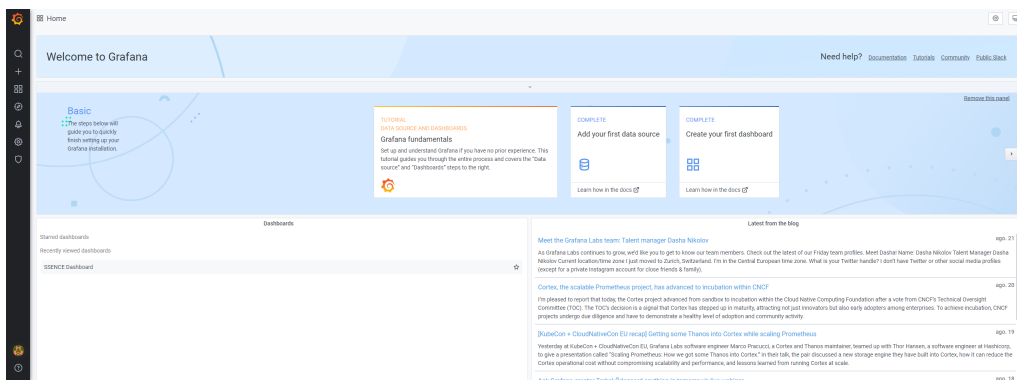 Home
Welcome to Grafana
Need help?
Documentation
Tutorials
Community
Public Slack
Remove this panel
Basic
The steps below will
guide you to quickly
finish setting up your
Grafana installation.
TUTORIAL
DATA SOURCE AND DASHBOARDS
Grafana fundamentals
Set up and understand Grafana if you have no prior experience. This
tutorial guides you through the entire process and covers the "Data
source" and "Dashboards" steps to the right.
COMPLETE
Add your first data source
Learn how in the docs
COMPLETE
Create your first dashboard
Learn how in the docs
Dashboards
Starred dashboards
Recently viewed dashboards
SSENCE Dashboard
Latest from the blog
Meet the Grafana Labs team: Talent manager Dasha Nikolov
ago. 21
As Grafana Labs continues to grow, we'd like you to get to know our team members. Check out the latest of our Friday team profiles. Meet Dasha! Name: Dasha Nikolov Talent Manager Dasha
Nikolov Current location/time zone I just moved to Zurich, Switzerland. I'm in the Central European time zone. What is your Twitter handle? I don't have Twitter or other social media profiles
(except for a private Instagram account for close friends & family).
Cortex, the scalable Prometheus project, has advanced to incubation within CNCF
ago. 20
I'm pleased to report that today, the Cortex project advanced from sandbox to incubation within the Cloud Native Computing Foundation after a vote from CNCF's Technical Oversight
Committee (TOC). The TOC's decision is a signal that Cortex has stepped up in maturity, attracting not just innovators but also early adopters among enterprises. To achieve incubation, CNCF
projects undergo due diligence and have to demonstrate a healthy level of adoption and community activity.
[KubeCon + CloudNativeCon EU recap] Getting some Thanos into Cortex while scaling Prometheus
ago. 19
Yesterday at KubeCon + CloudNativeCon EU, Grafana Labs software engineer Marco Pracucci, a Cortex and Thanos maintainer, teamed up with Thor Hansen, a software engineer at Hashicorp,
to give a presentation called "Scaling Prometheus: How we got some Thanos into Cortex." In their talk, the pair discussed a new storage engine they have built into Cortex, how it can reduce the
Cortex operational cost without compromising scalability and performance, and lessons learned from running Cortex at scale.
ago. 18